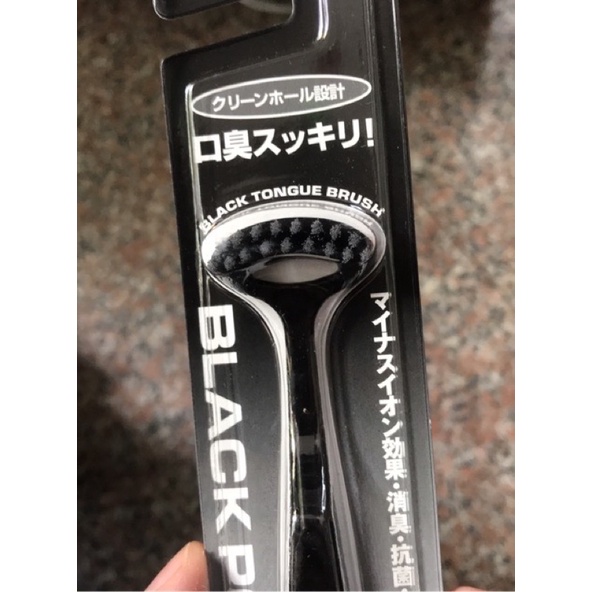 クリーンホール設計
口臭スッキリ!
BLACK TONGUE BRUSH
BLACK
マイナスイオン効果・消臭・抗菌・